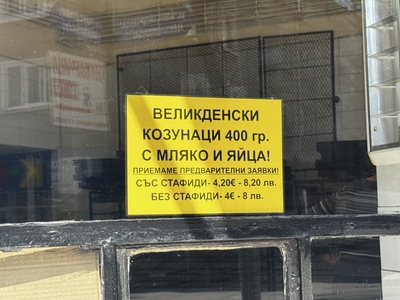 ВЕЛИКДЕНСКИ
КОЗУНАЦИ 400 гр.
С МЛЯКО И ЯЙЦА!
ПРИЕМАМЕ ПРЕДВАРИТЕЛНИ ЗАЯВКИ!
СЪС СТАФИДИ- 4,20€ - 8,20 лв.
БЕЗ СТАФИДИ- 4€ - 8 лв.